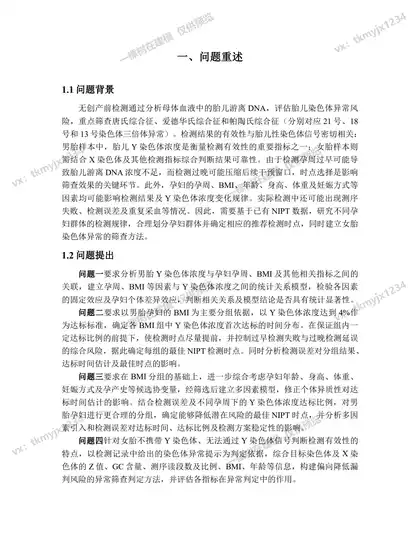 一、问题重述
1.1 问题背景
无创产前检测通过分析母体血液中的胎儿游离 DNA，评估胎儿染色体异常风
险，重点筛查唐氏综合征、爱德华氏综合征和帕陶氏综合征（分别对应 21 号、18
号和 13 号染色体三倍体异常）。检测结果的有效性与胎儿性染色体信号密切相关：
男胎样本中，胎儿 Y 染色体浓度是衡量检测有效性的重要指标之一；女胎样本则
需结合 X 染色体及其他检测指标综合判断结果可靠性。由于检测孕周过早可能导
致胎儿游离 DNA 浓度不足，而检测过晚可能压缩后续干预窗口，时点选择是影响
筛查效果的关键环节。此外，孕妇的孕周、BMI、年龄、身高、体重及妊娠方式等
因素均可能影响检测结果及 Y 染色体浓度变化规律。实际检测中还可能出现测序
失败、检测误差及重复采血等情况。因此，需要基于已有 NIPT 数据，研究不同孕
妇群体的检测规律，合理划分孕妇群体并确定相应的推荐检测时点，同时建立女胎
染色体异常的筛查方法。
1.2 问题提出
问题一要求分析男胎 Y 染色体浓度与孕妇孕周、BMI 及其他相关指标之间的
关联，建立孕周、BMI 等因素与 Y 染色体浓度之间的统计关系模型，检验各因素
的固定效应及孕妇个体差异效应，判断相关关系及模型结论是否具有统计显著性。
问题二要求以男胎孕妇的 BMI 为主要分组依据，以 Y 染色体浓度达到 4%作
为达标标准，确定各 BMI 组中 Y 染色体浓度首次达标的时间分布。在保证组内一
定达标比例的前提下，使检测时点尽量提前，并控制过早检测失败与过晚检测延误
的综合风险，据此确定每组的最佳 NIPT 检测时点。同时分析检测误差对分组结果、
达标时间估计及最佳时点的影响。
问题三要求在 BMI 分组的基础上，进一步综合考虑孕妇年龄、身高、体重、
妊娠方式及孕产史等候选协变量，经筛选后建立多因素模型，修正个体异质性对达
标时间估计的影响。结合检测误差及不同孕周下的 Y 染色体浓度达标比例，对男
胎孕妇进行更合理的分组，确定能够降低潜在风险的最佳 NIPT 时点，并分析多因
素引入和检测误差对达标时间、达标比例及检测方案稳定性的影响。
问题四针对女胎不携带 Y 染色体、无法通过 Y 染色体信号判断检测有效性的
特点，以检测记录中给出的染色体异常提示为判定依据，综合目标染色体及 X 染
色体的 Z 值、GC 含量、测序读段数及比例、BMI、年龄等信息，构建偏向降低漏
判风险的异常筛查判定方法，并评估各指标在异常判定中的作用。
vx：tkmyjx1234